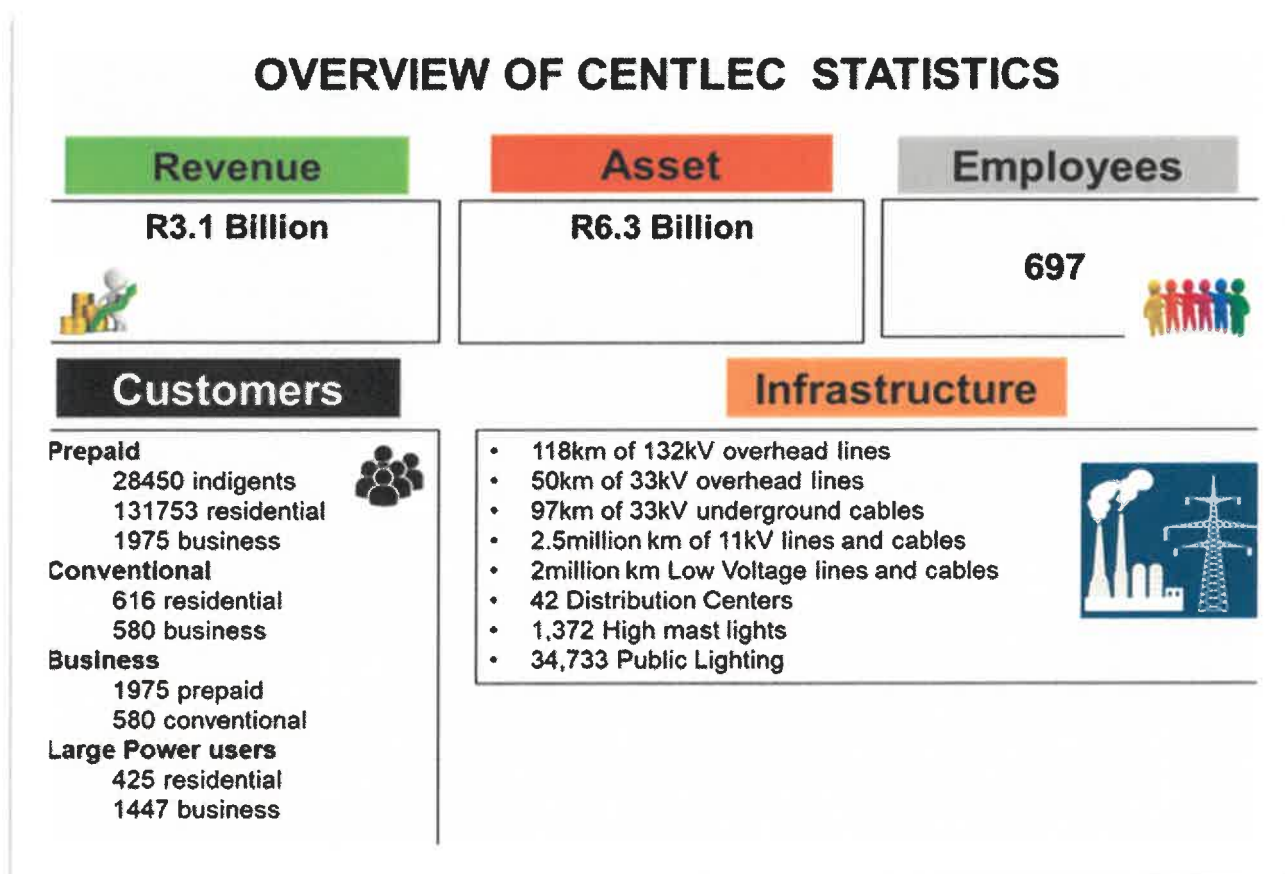 OVERVIEW OF CENTLEC STATISTICS
Revenue
R3.1 Billion
Asset
R6.3 Billion
Employees
697
Customers
Prepaid
28450 indigents
131753 residential
1975 business
Conventional
616 residential
580 business
Business
1975 prepaid
580 conventional
Large Power users
425 residential
1447 business
Infrastructure
• 118km of 132kV overhead lines
• 50km of 33kV overhead lines
• 97km of 33kV underground cables
• 2.5million km of 11kV lines and cables
• 2million km Low Voltage lines and cables
• 42 Distribution Centers
• 1,372 High mast lights
• 34,733 Public Lighting